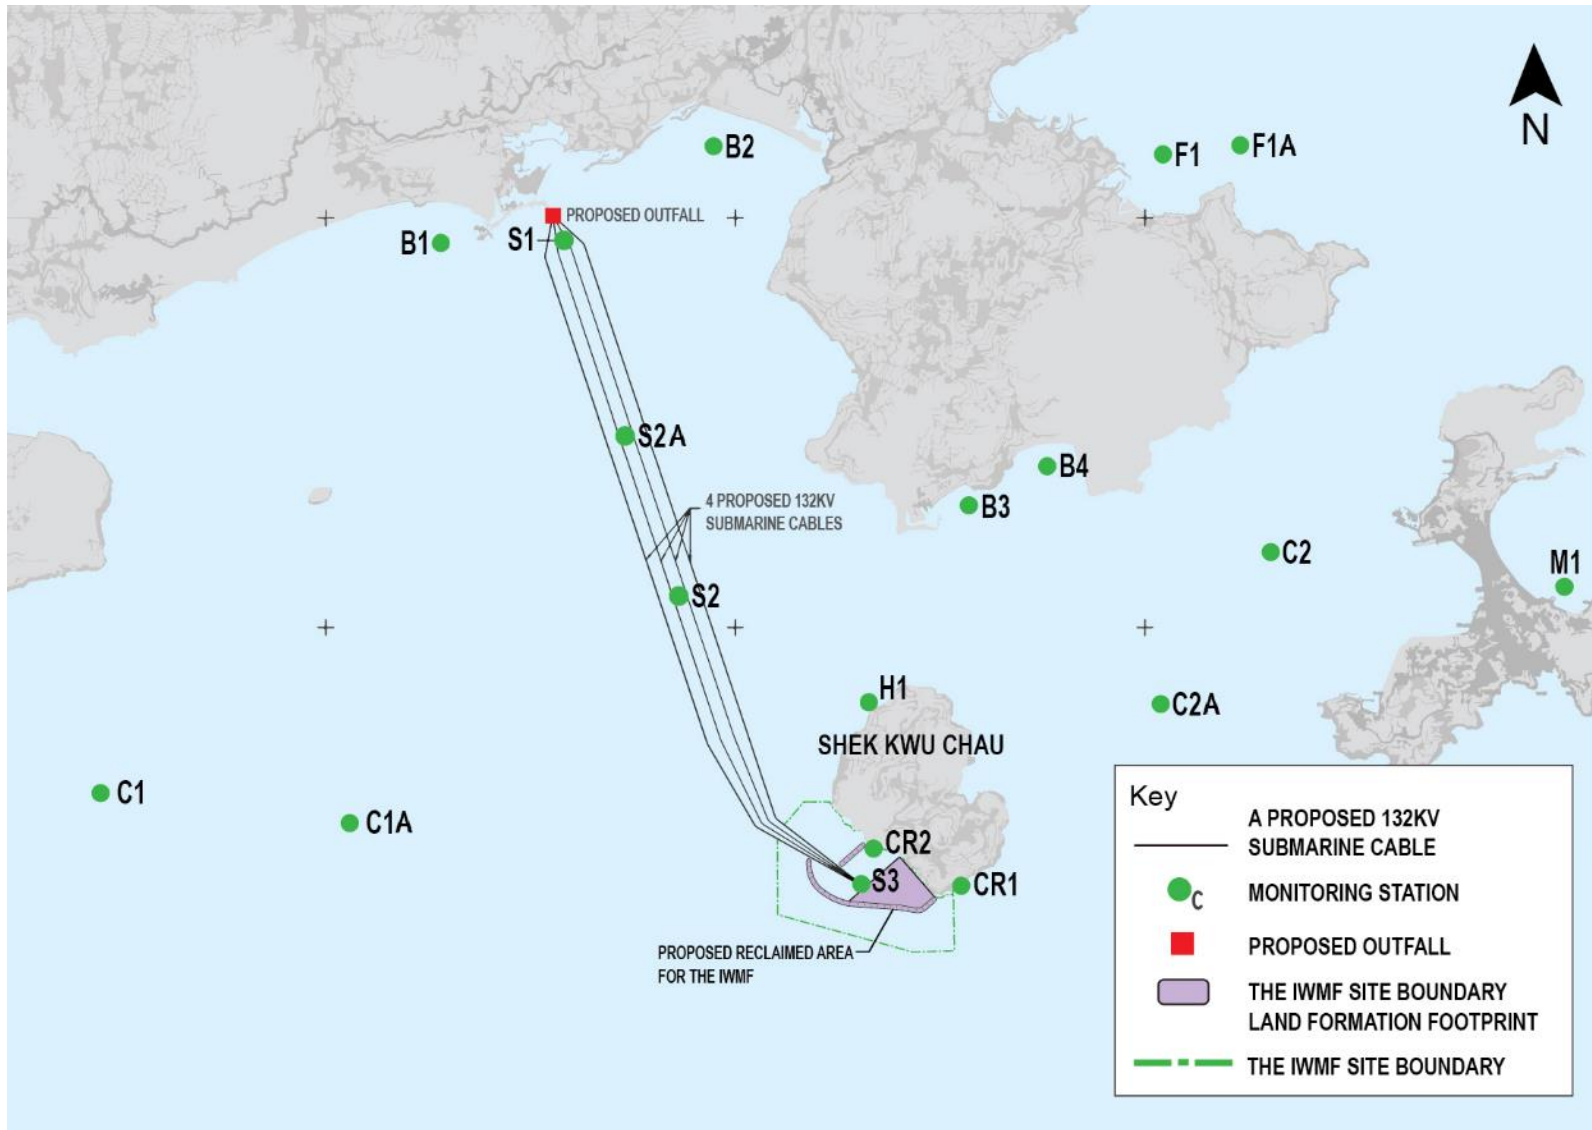 B2
F1
F1A
N
PROPOSED OUTFALL
B1
S1
S2A
B4
4 PROPOSED 132KV
SUBMARINE CABLES
B3
C2
M1
S2
H1
C2A
SHEK KWU CHAU
C1
C1A
CR2
S3
CR1
PROPOSED RECLAIMED AREA
FOR THE IWMF
Key
A PROPOSED 132KV
SUBMARINE CABLE
C
MONITORING STATION
PROPOSED OUTFALL
THE IWMF SITE BOUNDARY
LAND FORMATION FOOTPRINT
THE IWMF SITE BOUNDARY